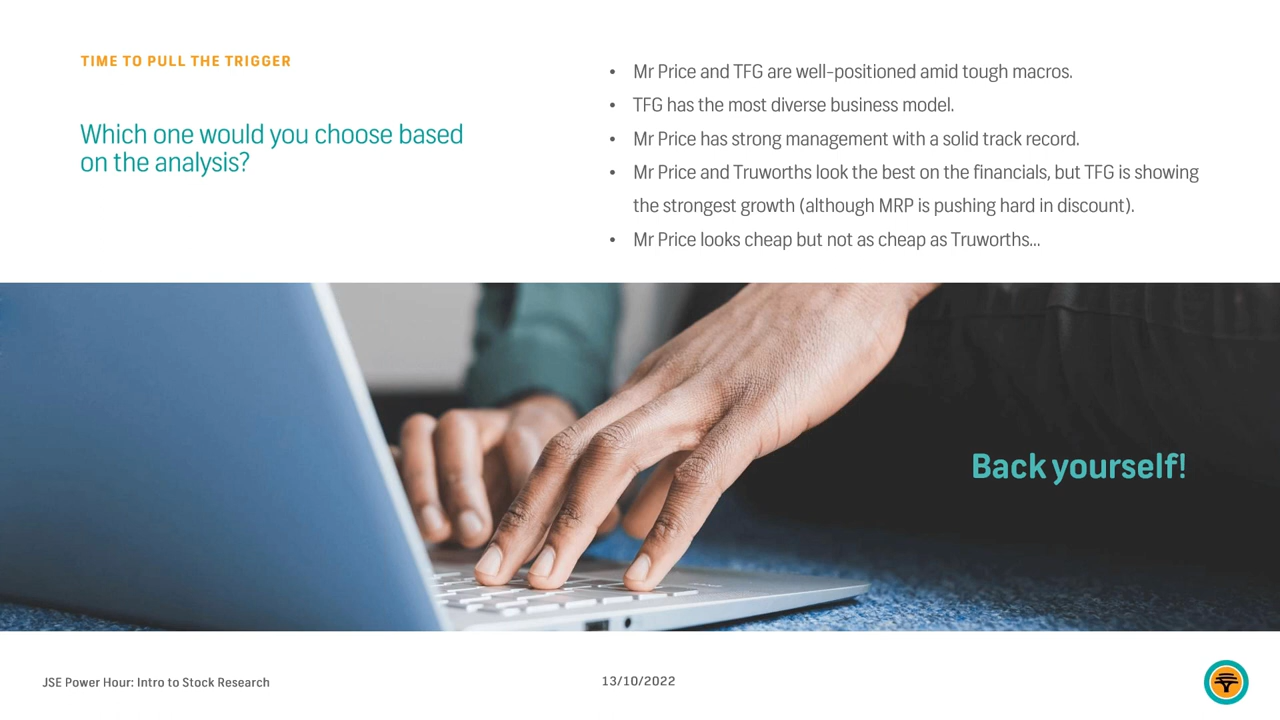 TIME TO PULL THE TRIGGER
Which one would you choose based
on the analysis?
• Mr Price and TFG are well-positioned amid tough macros.
• TFG has the most diverse business model.
• Mr Price has strong management with a solid track record.
• Mr Price and Truworths look the best on the financials, but TFG is showing
the strongest growth (although MRP is pushing hard in discount).
• Mr Price looks cheap but not as cheap as Truworths...
Back yourself!
JSE Power Hour: Intro to Stock Research
13/10/2022